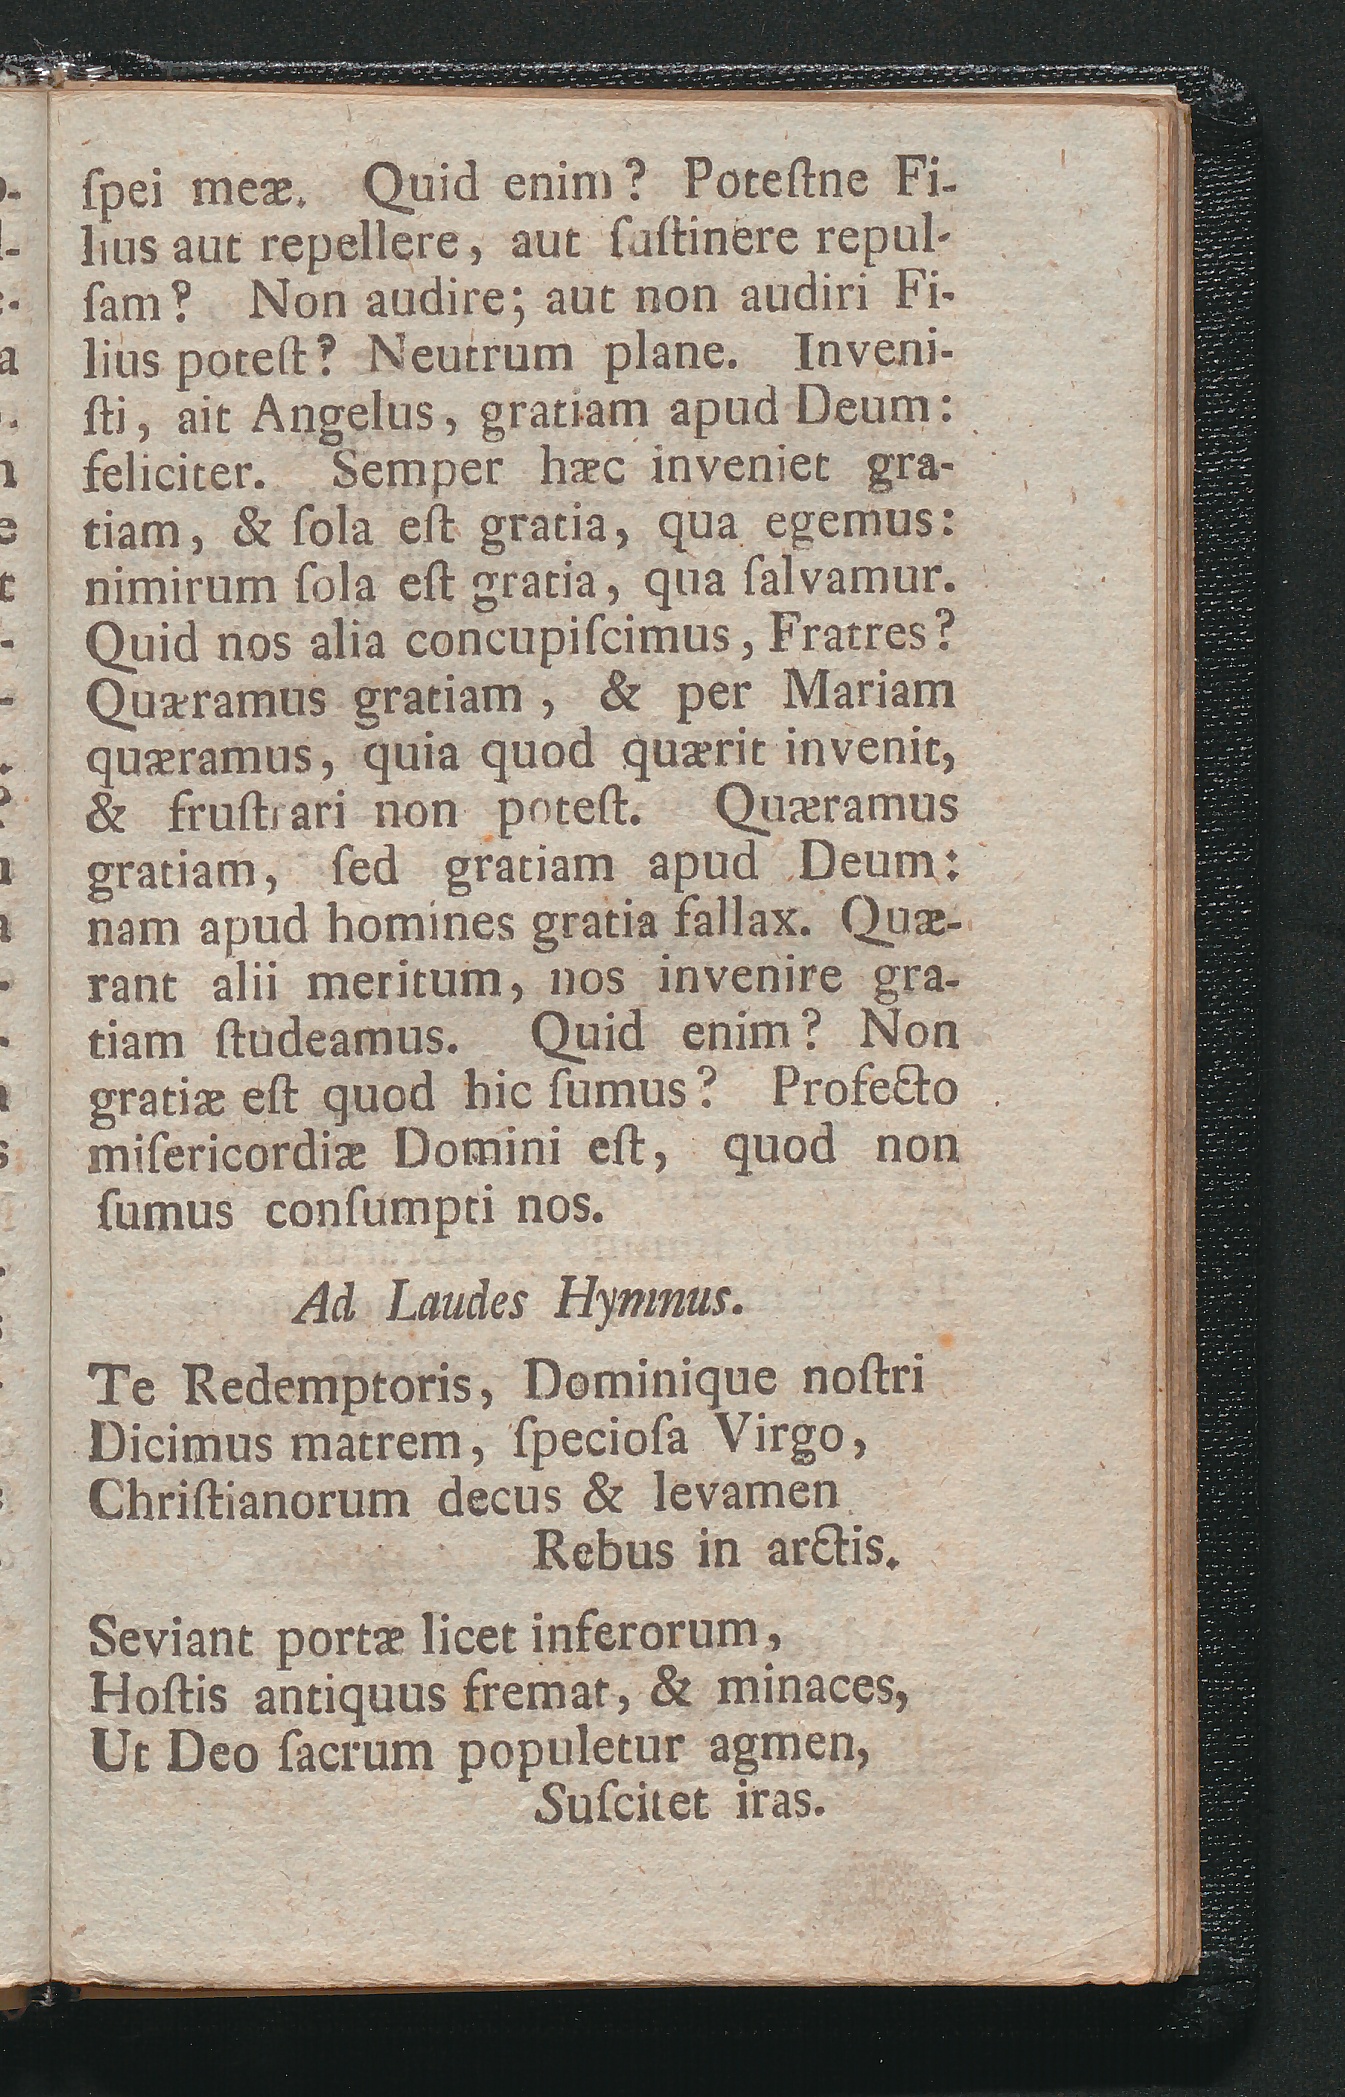 ſpei meæ. Quid enim? Poteſtne Fi-
lius aut repellere, aut ſuſtinere repul-
ſam? Non audire; aut non audiri Fi-
lius poteſt? Neutrum plane. Inveni-
ſti, ait Angelus, gratiam apud Deum:
feliciter. Semper hæc inveniet gra-
tiam, & ſola eſt gratia, qua egemus:
nimirum ſola eſt gratia, qua ſalvamur.
Quid nos alia concupiſcimus, Fratres?
Quæramus gratiam, & per Mariam
quæramus, quia quod quærit invenit,
& fruſtrari non poteſt. Quæramus
gratiam, ſed gratiam apud Deum:
nam apud homines gratia fallax. Quæ-
rant alii meritum, nos invenire gra-
tiam ſtudeamus. Quid enim? Non
gratiæ eſt quod hic ſumus? Profecto
miſericordiæ Domini eſt, quod non
ſumus conſumpti nos.
Ad Laudes Hymnus.
Te Redemptoris, Dominique noſtri
Dicimus matrem, ſpecioſa Virgo,
Chriſtianorum decus & levamen
Rebus in arctis.
Seviant portæ licet inferorum,
Hoſtis antiquus fremat, & minaces,
Ut Deo ſacrum populetur agmen,
Suſcitet iras.